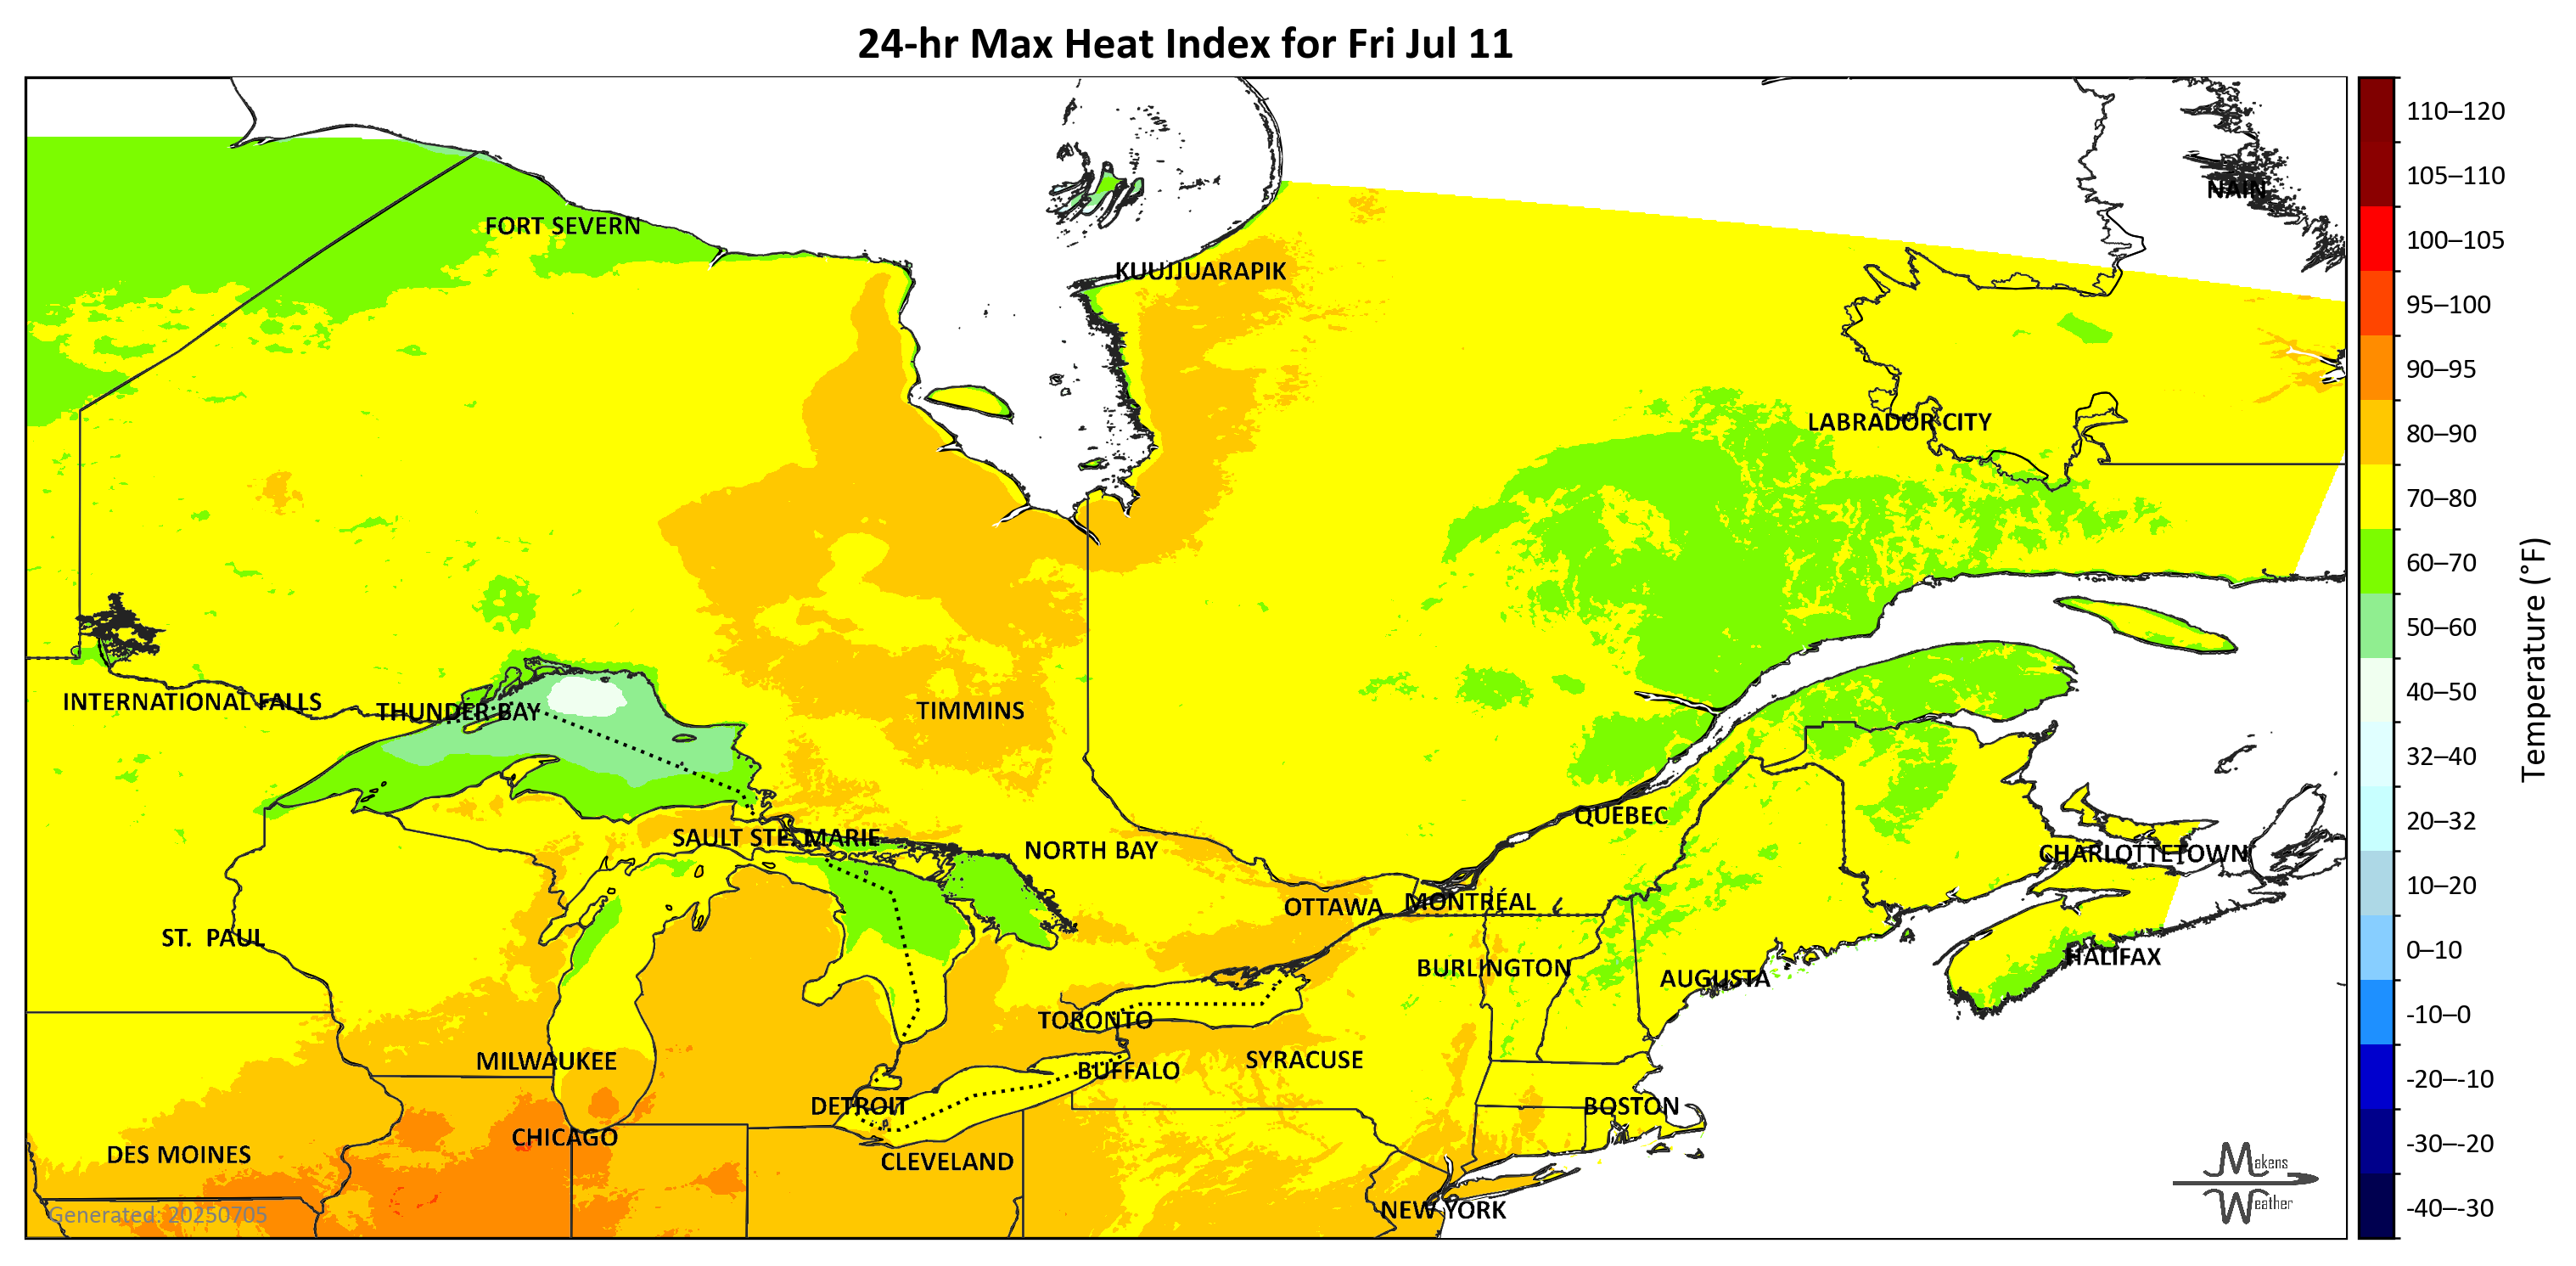 24-hr Max Heat Index for Fri Jul 11
110–120
105–110
NAIN
FORT SEVERN
100–105
KUUJJUARAPIK
95–100
90–95
LABRADOR CITY
80–90
70–80
60–70
50–60
Temperature (°F)
40–50
INTERNATIONAL FALLS
THUNDER BAY
TIMMINS
32–40
QUEBEC
20–32
SAULT STE. MARIE
NORTH BAY
CHARLOTTETOWN
10–20
OTTAWA
MONTRÉAL
ST. PAUL
0–10
HALIFAX
BURLINGTON
AUGUSTA
-10–0
TORONTO
MILWAUKEE
SYRACUSE
BUFFALO
-20–-10
DETROIT
BOSTON
CHICAGO
-30–-20
DES MOINES
CLEVELAND
Makens
Weather
NEW YORK
-40–-30
Generated: 20250705